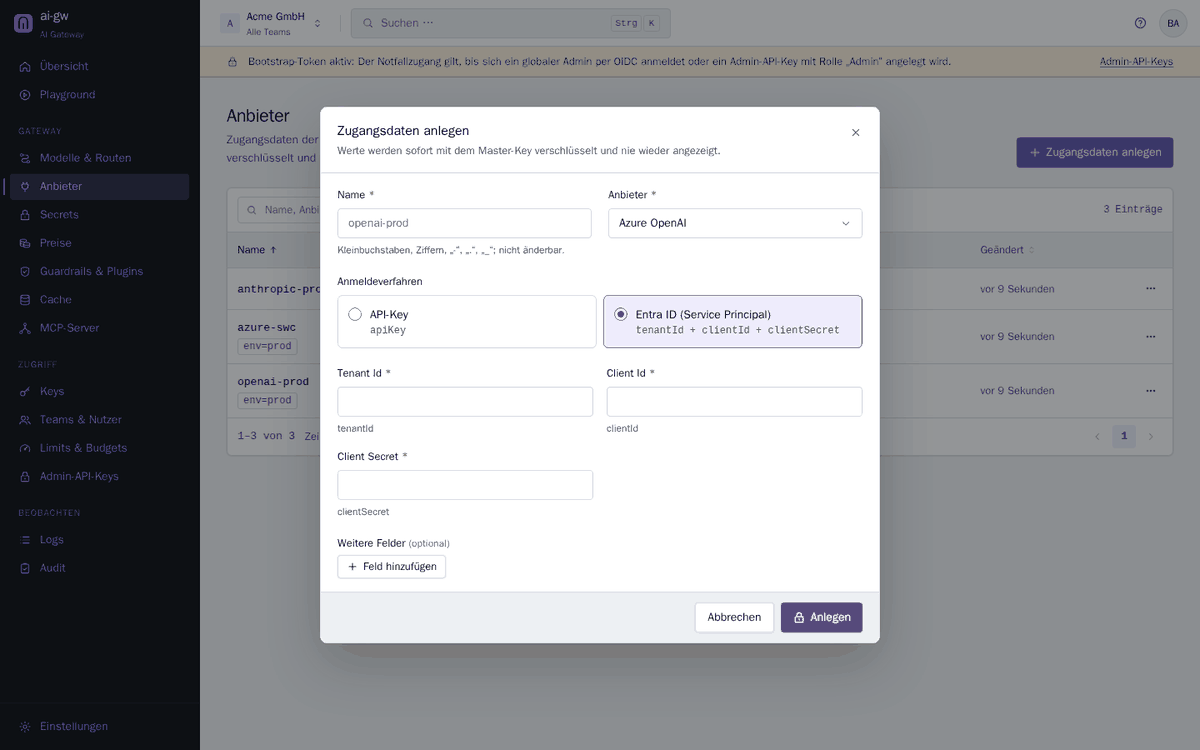 ai-gw
AI Gateway
Übersicht
Playground
GATEWAY
Modelle & Routen
Anbieter
Secrets
Preise
Guardrails & Plugins
Cache
MCP-Server
ZUGRIFF
Keys
Teams & Nutzer
Limits & Budgets
Admin-API-Keys
BEOBACHTEN
Logs
Audit
Einstellungen
A
Acme GmbH
Alle Teams
Suchen ···
Strg K
BA
Bootstrap-Token aktiv: Der Notfallzugang gilt, bis sich ein globaler Admin per OIDC anmeldet oder ein Admin-API-Key mit Rolle „Admin" angelegt wird.
Admin-API-Keys
Anbieter
Zugangsdaten der
verschlüsselt und
+ Zugangsdaten anlegen
Name, Anbi
3 Einträge
Name ↑
Geändert
anthropic-pro
vor 9 Sekunden
azure-swc
env=prod
vor 9 Sekunden
openai-prod
env=prod
vor 9 Sekunden
1–3 von 3 Zei
1
Zugangsdaten anlegen
Werte werden sofort mit dem Master-Key verschlüsselt und nie wieder angezeigt.
Name *
openai-prod
Kleinbuchstaben, Ziffern, „-", „.", „_"; nicht änderbar.
Anbieter *
Azure OpenAI
Anmeldeverfahren
API-Key
apiKey
Entra ID (Service Principal)
tenantId + clientId + clientSecret
Tenant Id *
tenantId
Client Id *
clientId
Client Secret *
clientSecret
Weitere Felder (optional)
+ Feld hinzufügen
Abbrechen
Anlegen